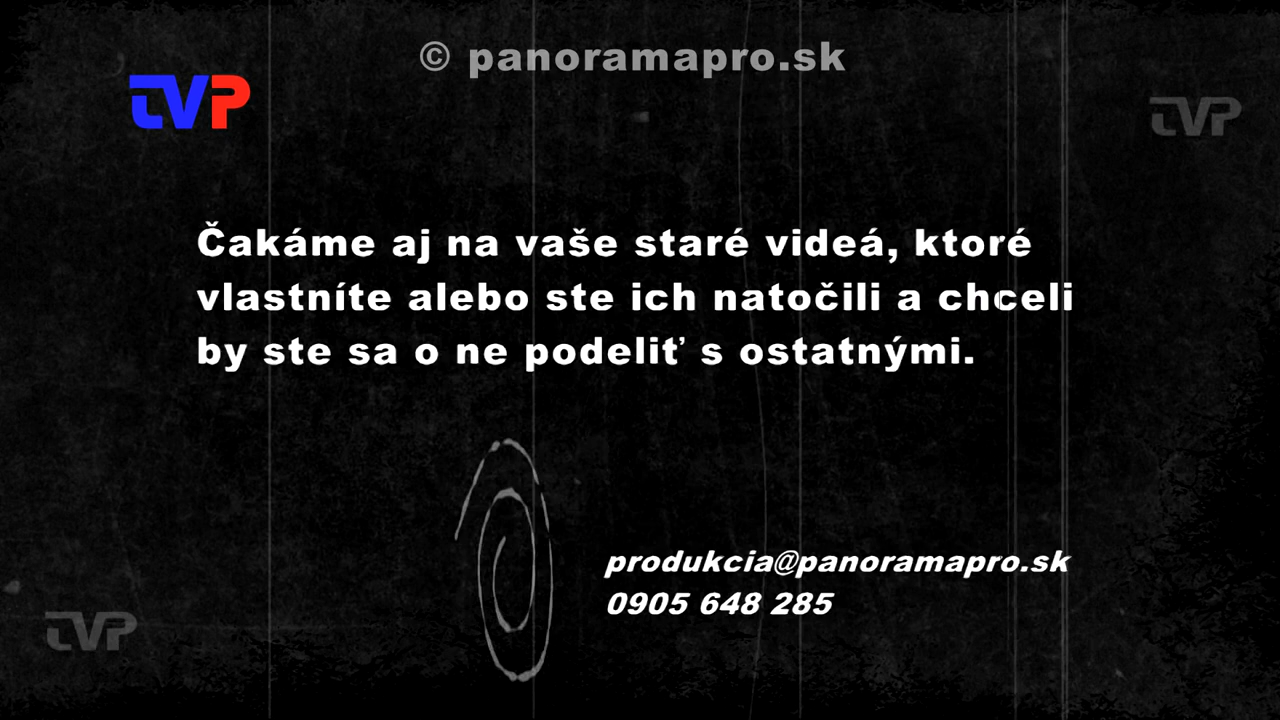 © panoramapro.sk
TVP
TVP
Čakáme aj na vaše staré videá, ktoré
vlastníte alebo ste ich natočili a chceli
by ste sa o ne podeliť s ostatnými.
produkcia@panoramapro.sk
0905 648 285
TVP